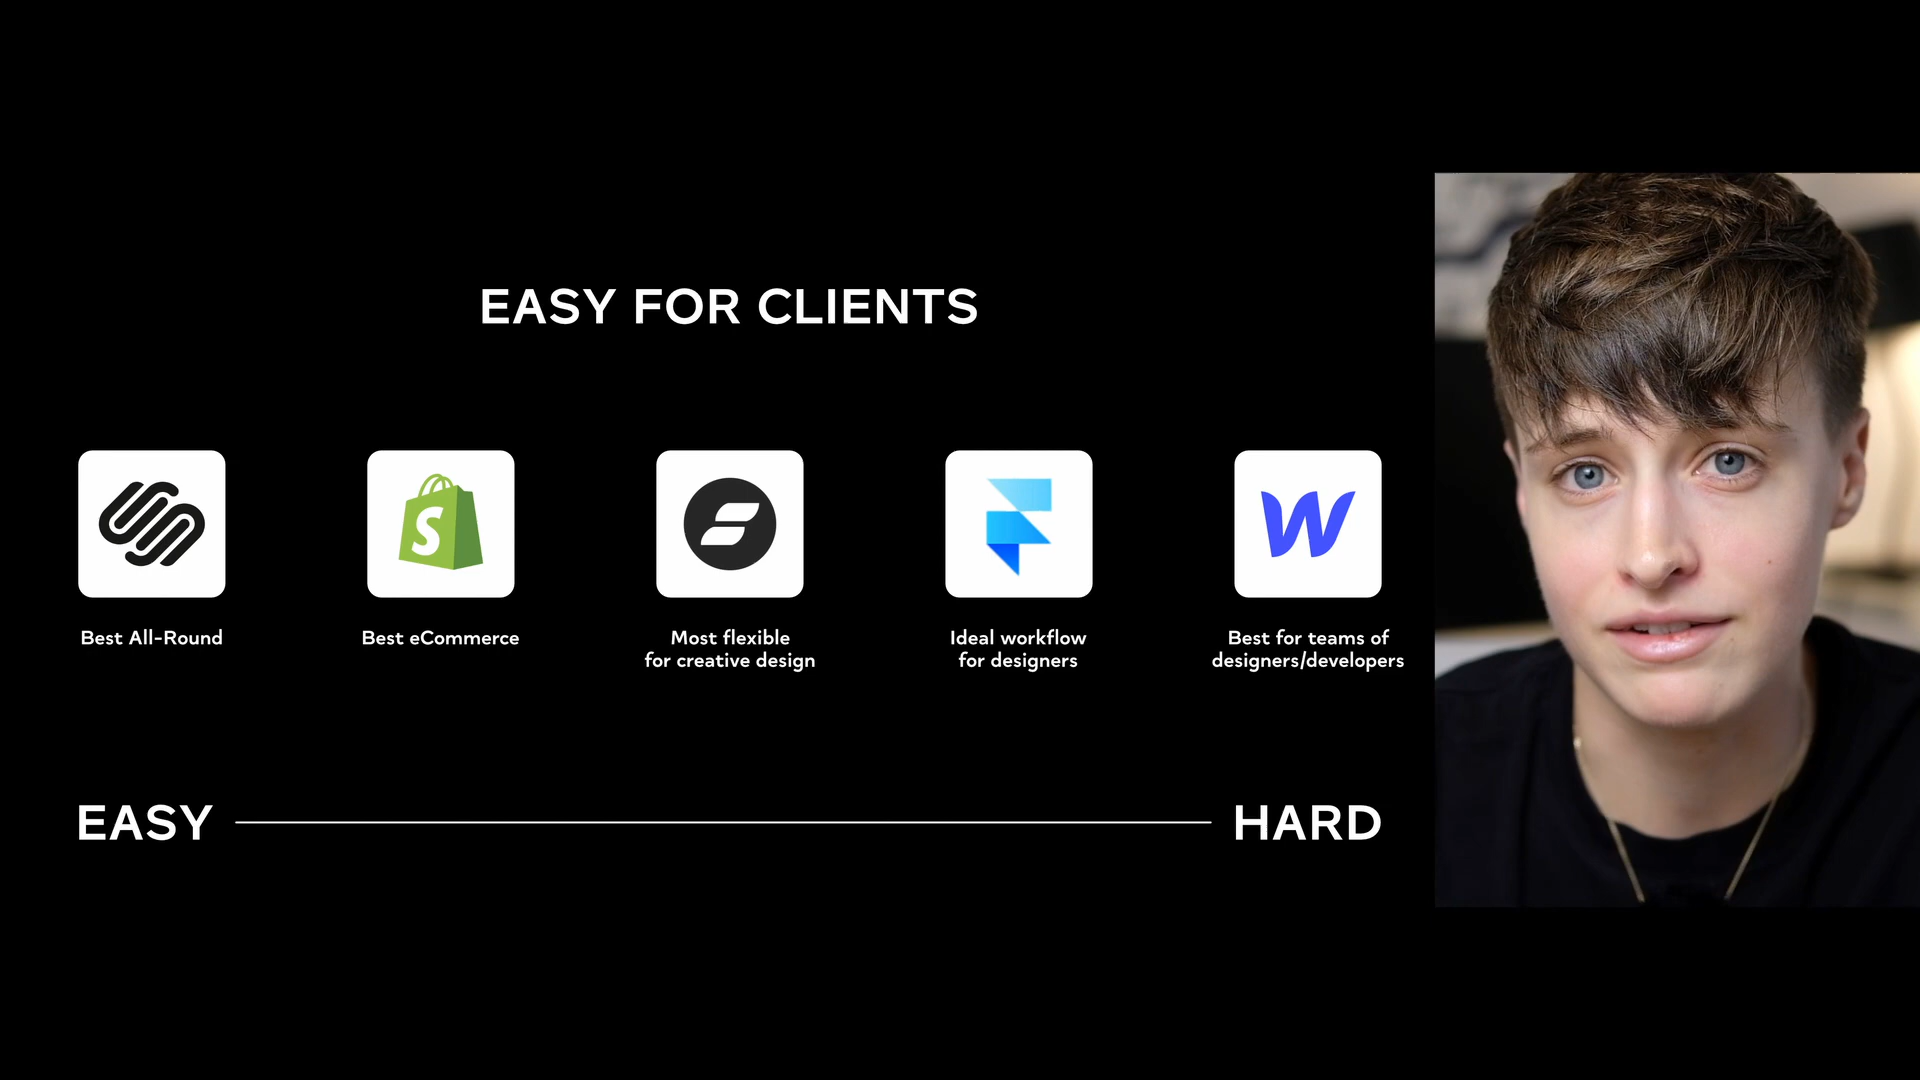 EASY FOR CLIENTS
S
W
Best All-Round
Best eCommerce
Most flexible
for creative design
Ideal workflow
for designers
Best for teams of
designers/developers
EASY
HARD